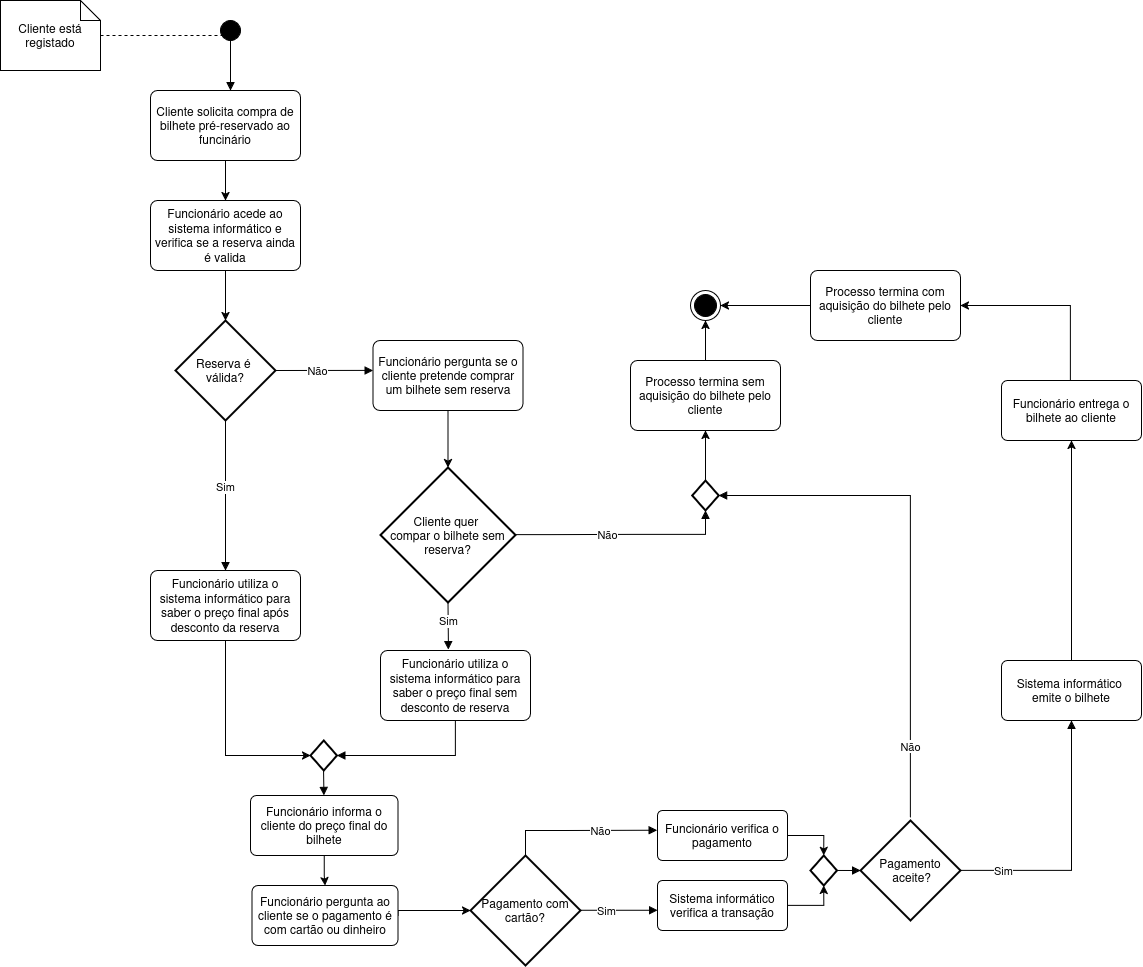 Cliente está
registado
Cliente solicita compra de
bilhete pré-reservado ao
funcinário
Funcionário acede ao
sistema informático e
verifica se a reserva ainda
é valida
Reserva é
válida?
Não
Funcionário pergunta se o
cliente pretende comprar
um bilhete sem reserva
Processo termina com
aquisição do bilhete pelo
cliente
Processo termina sem
aquisição do bilhete pelo
cliente
Funcionário entrega o
bilhete ao cliente
Sim
Cliente quer
compar o bilhete sem
reserva?
Não
Funcionário utiliza o
sistema informático para
saber o preço final após
desconto da reserva
Sim
Funcionário utiliza o
sistema informático para
saber o preço final sem
desconto de reserva
Sistema informático
emite o bilhete
Não
Funcionário informa o
cliente do preço final do
bilhete
Funcionário pergunta ao
cliente se o pagamento é
com cartão ou dinheiro
Pagamento com
cartão?
Não
Funcionário verifica o
pagamento
Sim
Sistema informático
verifica a transação
Pagamento
aceite?
Sim